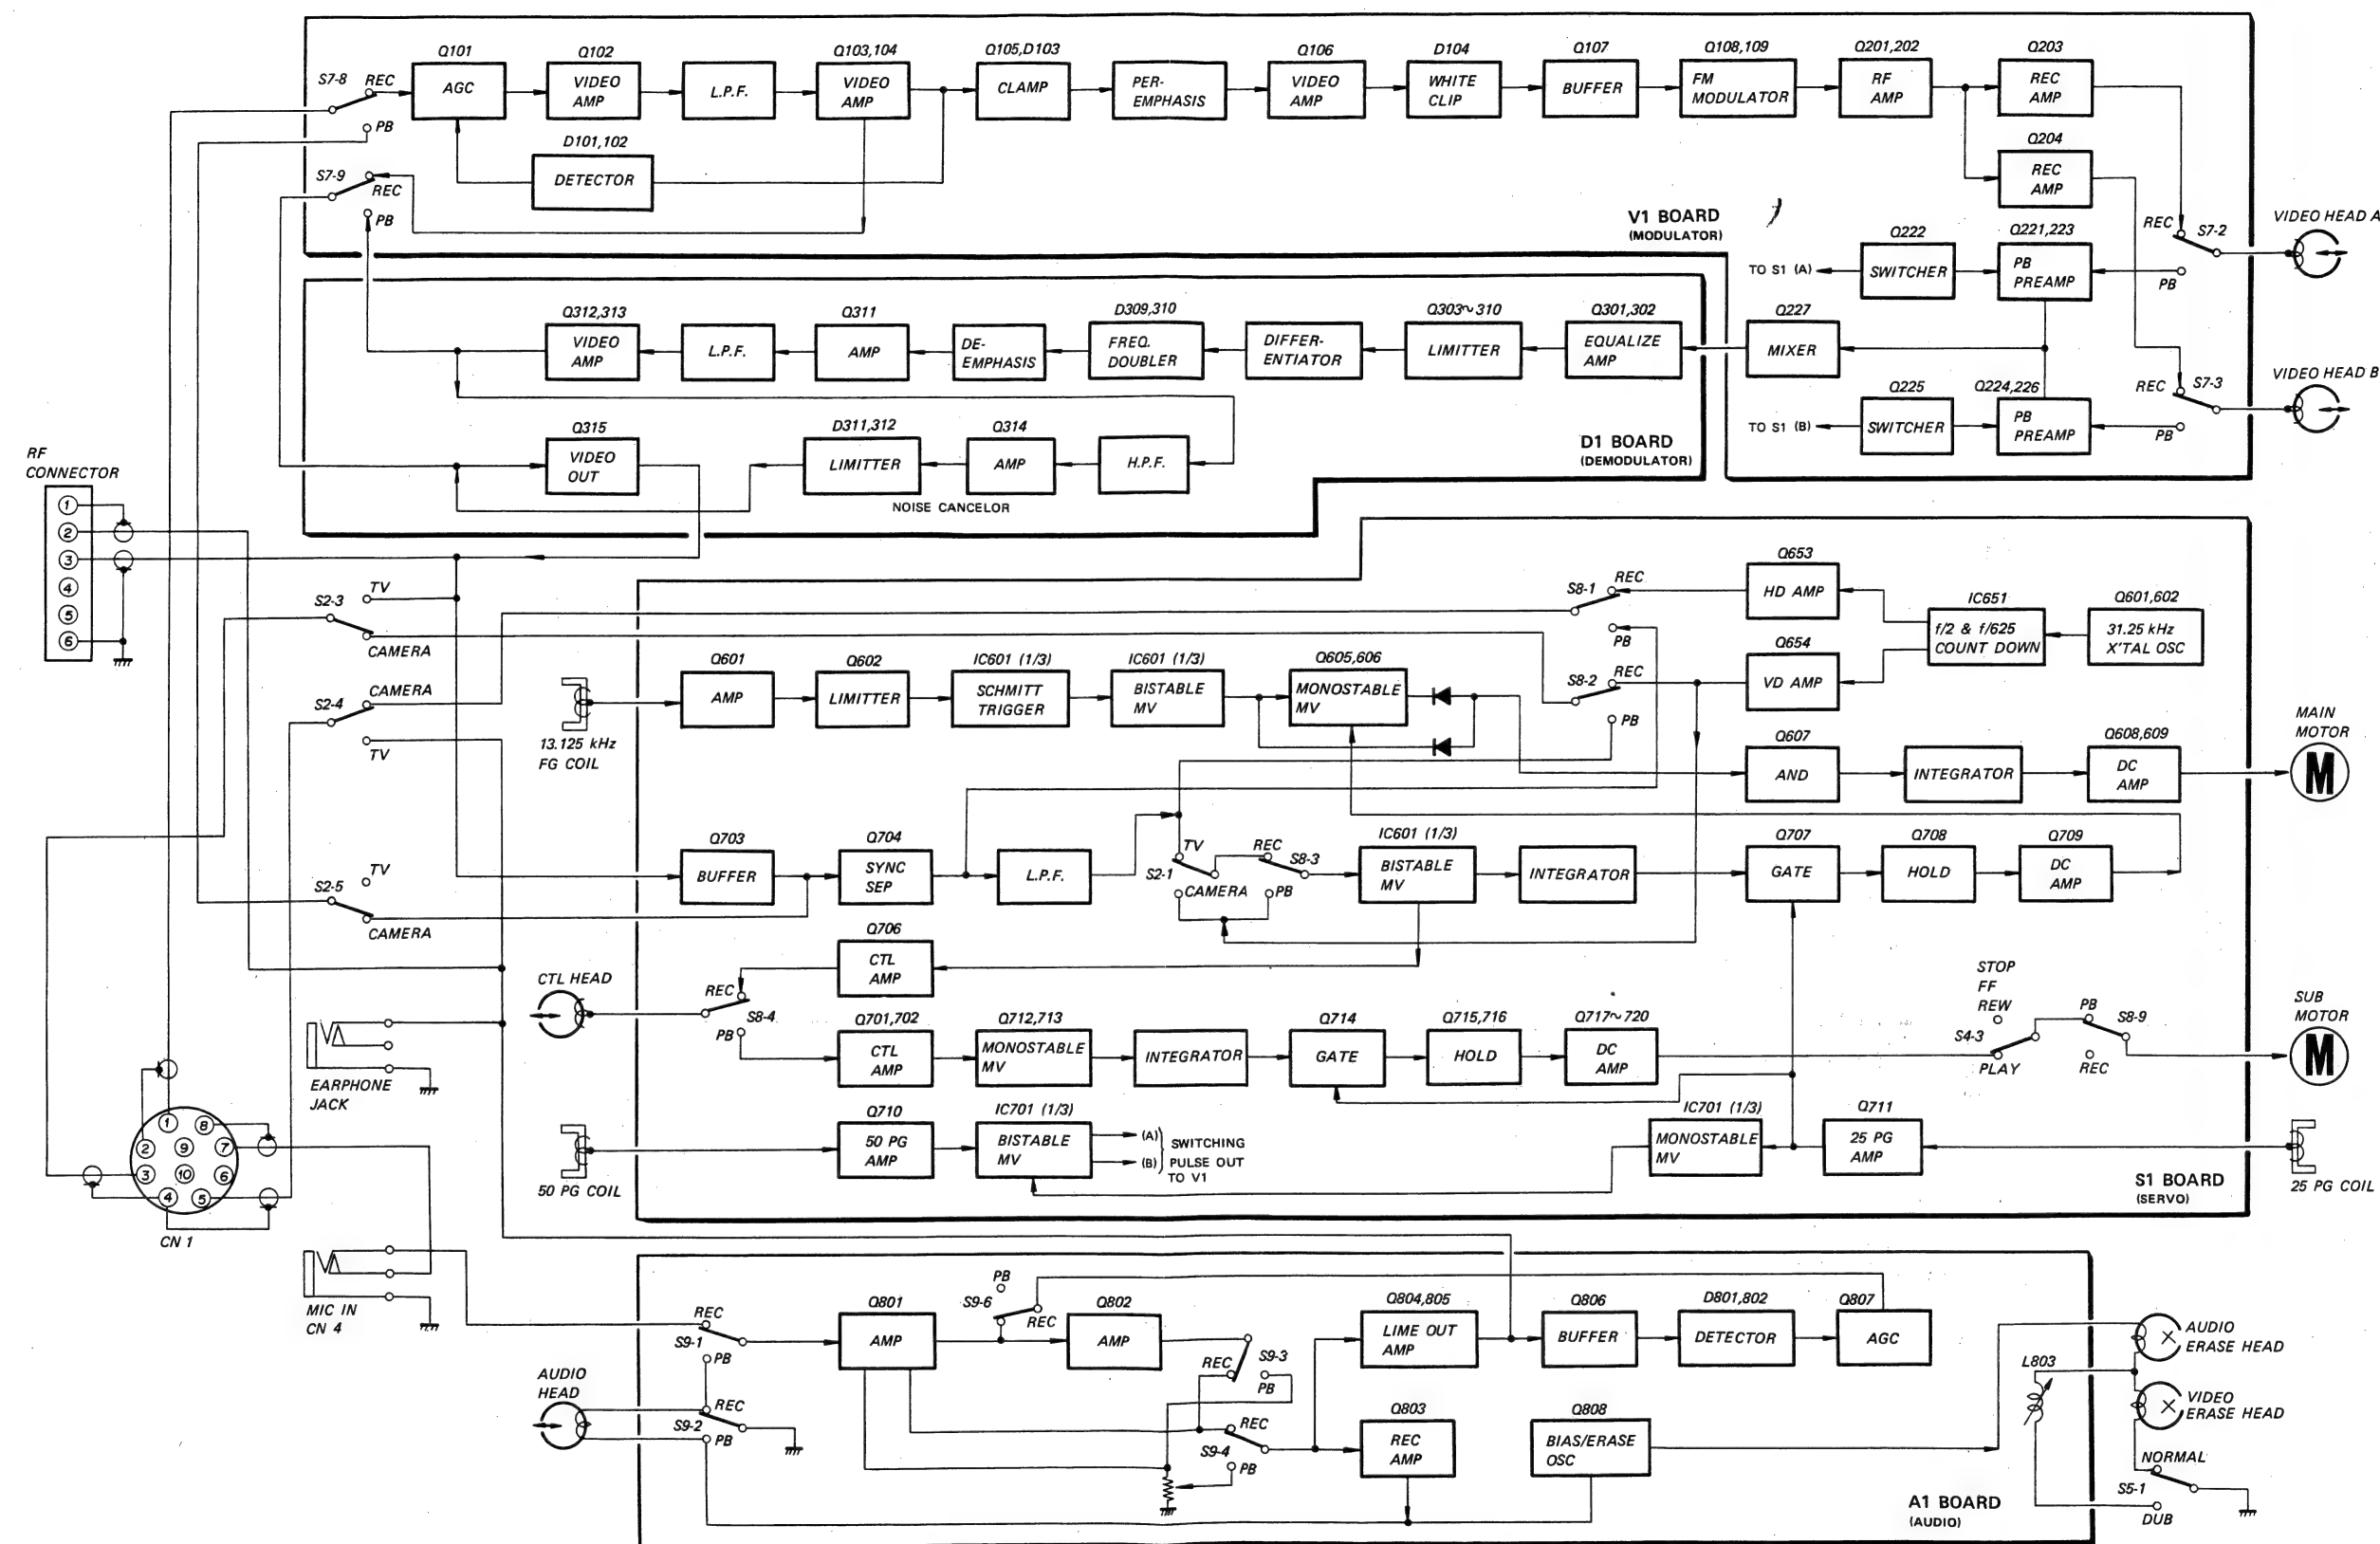 Q101
Q102
Q103,104
Q105,D103
Q106
D104
Q107
Q108,109
Q201,202
Q203
S7-8
REC
AGC
VIDEO
AMP
L.P.F.
VIDEO
AMP
CLAMP
PER-
EMPHASIS
VIDEO
AMP
WHITE
CLIP
BUFFER
FM
MODULATOR
RF
AMP
REC
AMP
PB
D101,102
DETECTOR
Q204
REC
AMP
S7-9
REC
PB
V1 BOARD
(MODULATOR)
Q222
Q221,223
REC
S7-2
VIDEO HEAD A
TO S1 (A)
SWITCHER
PB
PREAMP
PB
Q312,313
Q311
D309,310
Q303~310
Q301,302
Q227
VIDEO
AMP
L.P.F.
AMP
DE-
EMPHASIS
FREQ.
DOUBLER
DIFFER-
ENTIATOR
LIMITTER
EQUALIZE
AMP
MIXER
Q225
Q224,226
REC
S7-3
VIDEO HEAD B
TO S1 (B)
SWITCHER
PB
PREAMP
PB
Q315
D311,312
Q314
D1 BOARD
(DEMODULATOR)
VIDEO
OUT
LIMITTER
AMP
H.P.F.
NOISE CANCELOR
RF
CONNECTOR
1
2
3
4
5
6
S2-3
TV
CAMERA
S2-4
CAMERA
TV
S8-1
REC
PB
Q653
HD AMP
IC651
f/2 & f/625
COUNT DOWN
Q601,602
31.25 kHz
X'TAL OSC
Q654
VD AMP
S8-2
REC
PB
13.125 kHz
FG COIL
Q601
AMP
Q602
LIMITTER
IC601 (1/3)
SCHMITT
TRIGGER
IC601 (1/3)
BISTABLE
MV
Q605,606
MONOSTABLE
MV
Q607
AND
INTEGRATOR
Q608,609
DC
AMP
MAIN
MOTOR
M
S2-5
TV
CAMERA
Q703
BUFFER
Q704
SYNC
SEP
L.P.F.
TV
S2-1
CAMERA
REC
S8-3
PB
IC601 (1/3)
BISTABLE
MV
INTEGRATOR
Q707
GATE
Q708
HOLD
Q709
DC
AMP
Q706
CTL
AMP
CTL HEAD
REC
S8-4
PB
Q701,702
CTL
AMP
Q712,713
MONOSTABLE
MV
INTEGRATOR
Q714
GATE
Q715,716
HOLD
Q717~720
DC
AMP
STOP
FF
REW
S4-3
PLAY
PB
S8-9
REC
SUB
MOTOR
M
EARPHONE
JACK
50 PG COIL
Q710
50 PG
AMP
IC701 (1/3)
BISTABLE
MV
(A)
(B)
SWITCHING
PULSE OUT
TO V1
IC701 (1/3)
MONOSTABLE
MV
Q711
25 PG
AMP
25 PG COIL
S1 BOARD
(SERVO)
1
8
2
9
7
3
10
6
4
5
CN 1
MIC IN
CN 4
REC
S9-1
PB
Q801
AMP
PB
S9-6
REC
Q802
AMP
REC
S9-3
PB
Q804,805
LIME OUT
AMP
Q806
BUFFER
D801,802
DETECTOR
Q807
AGC
AUDIO
ERASE HEAD
L803
VIDEO
ERASE HEAD
AUDIO
HEAD
REC
S9-2
PB
REC
S9-4
PB
Q803
REC
AMP
Q808
BIAS/ERASE
OSC
NORMAL
S5-1
DUB
A1 BOARD
(AUDIO)